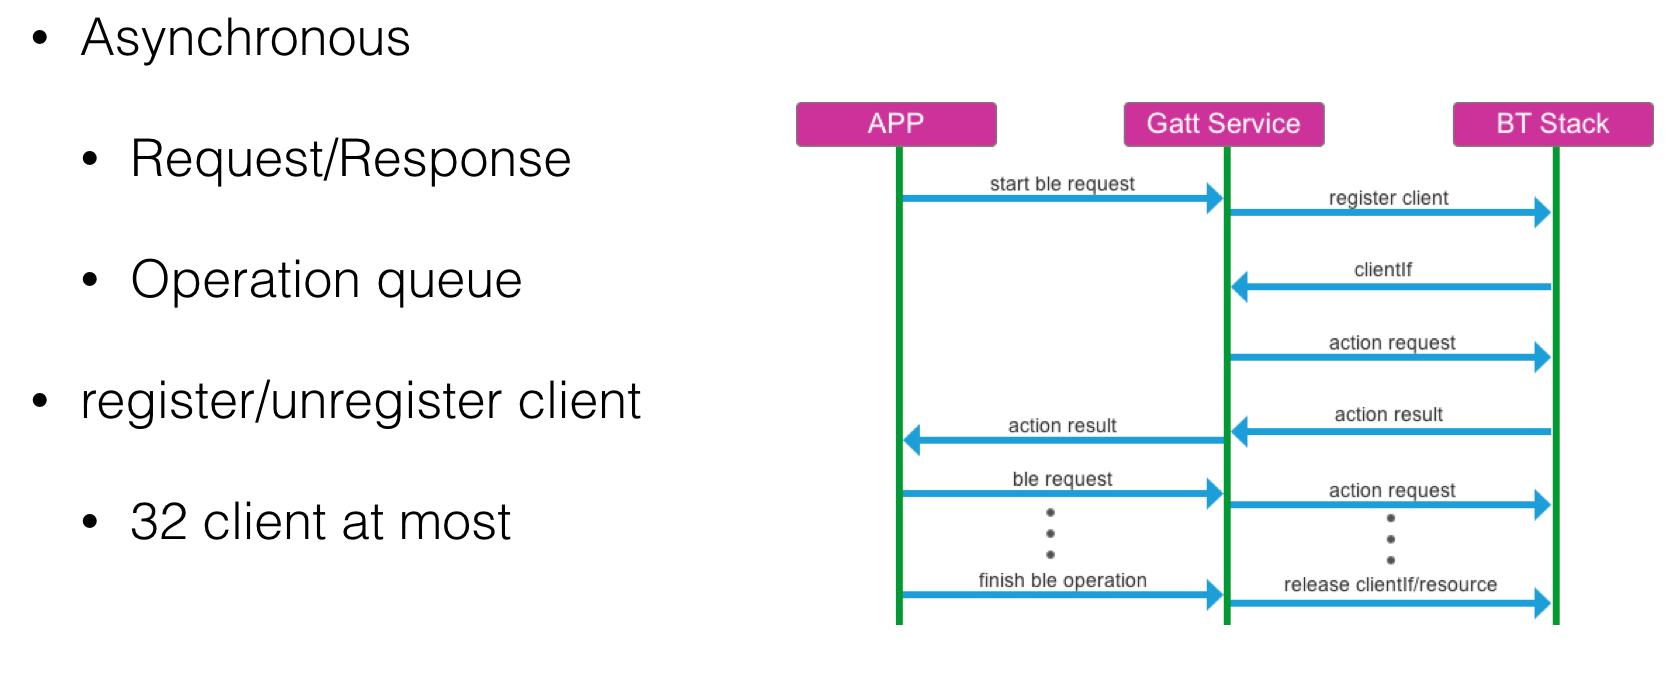 Asynchronous
Request/Response
Operation queue
register/unregister client
32 client at most
APP
Gatt Service
BT Stack
start ble request
register client
clientIf
action request
action result
action result
ble request
action request
finish ble operation
release clientIf/resource